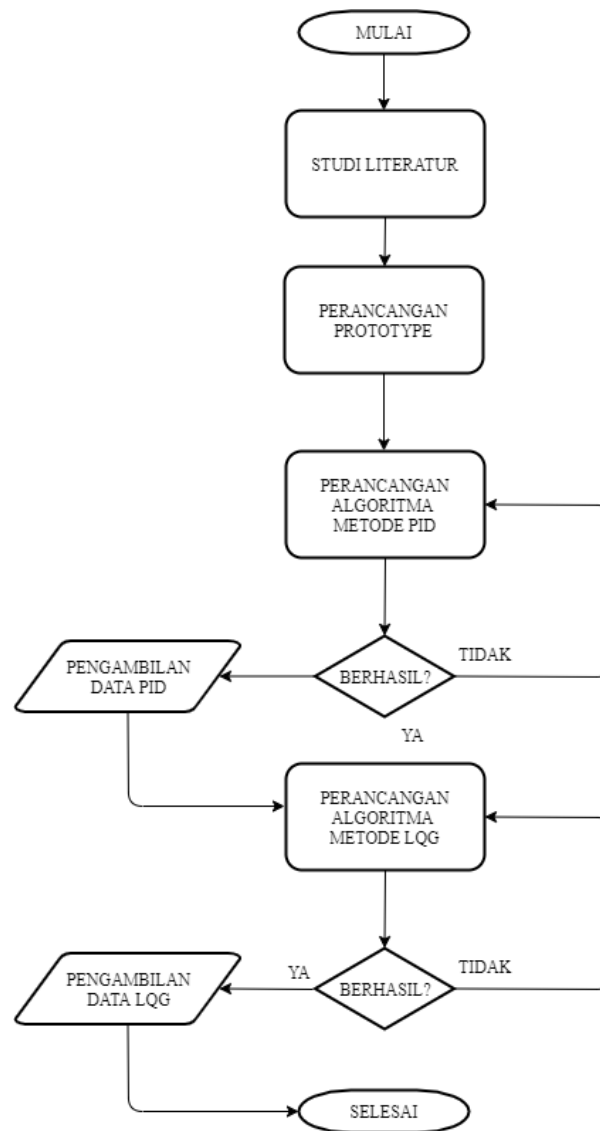 MULAI
STUDI LITERATUR
PERANCANGAN
PROTOTYPE
PERANCANGAN
ALGORITMA
METODE PID
BERHASIL?
TIDAK
YA
PENGAMBILAN
DATA PID
PERANCANGAN
ALGORITMA
METODE LQG
BERHASIL?
TIDAK
YA
PENGAMBILAN
DATA LQG
SELESAI